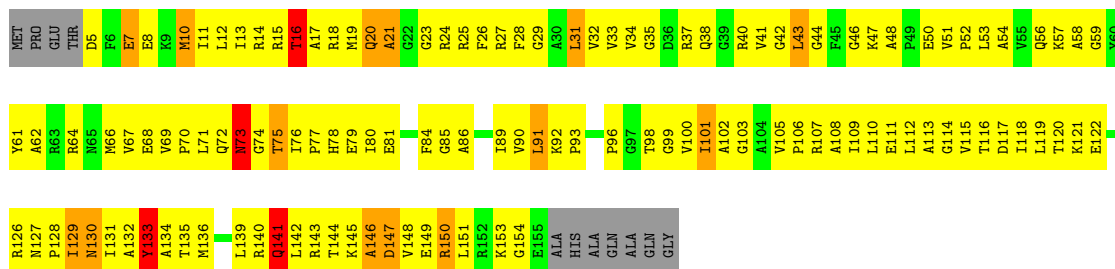 MET PRO GLU THR D5 F6 E7 E8 K9 M10 I11 L12 I13 R14 R15 T16 A17 R18 M19 Q20 A21 G22 G23 R24 R25 F26 R27 F28 G29 A30 L31 V32 V33 V34 G35 D36 R37 Q38 G39 R40 V41 G42 L43 G44 F45 G46 K47 A48 P49 E50 V51 P52 L53 A54 V55 Q56 K57 A58 G59 Y60
Y61 A62 R63 R64 N65 M66 V67 E68 V69 P70 L71 Q72 N73 G74 T75 I76 P77 H78 E79 I80 E81 F84 G85 A86 I89 V90 L91 K92 P93 P96 G97 T98 G99 V100 I101 A102 G103 A104 V105 P106 R107 A108 I109 L110 E111 L112 A113 G114 V115 T116 D117 I118 L119 T120 K121 E122
R126 N127 P128 I129 N130 I131 A132 Y133 A134 T135 M136 L139 R140 Q141 L142 R143 T144 K145 A146 D147 V148 E149 R150 L151 R152 K153 G154 E155 ALA HIS ALA GLN ALA GLN GLY